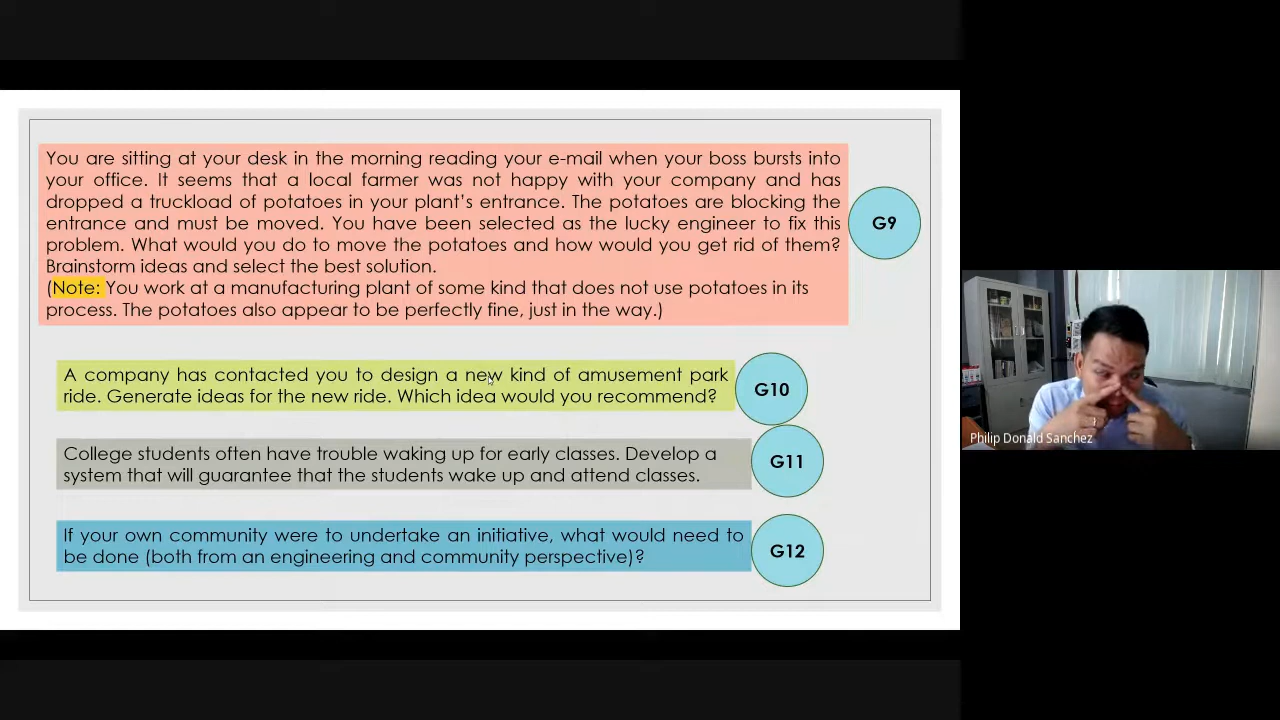 You are sitting at your desk in the morning reading your e-mail when your boss bursts into
your office. It seems that a local farmer was not happy with your company and has
dropped a truckload of potatoes in your plant's entrance. The potatoes are blocking the
entrance and must be moved. You have been selected as the lucky engineer to fix this
problem. What would you do to move the potatoes and how would you get rid of them?
Brainstorm ideas and select the best solution.
(Note: You work at a manufacturing plant of some kind that does not use potatoes in its
process. The potatoes also appear to be perfectly fine, just in the way.)
G9
A company has contacted you to design a new kind of amusement park
ride. Generate ideas for the new ride. Which idea would you recommend?
G10
College students often have trouble waking up for early classes. Develop a
system that will guarantee that the students wake up and attend classes.
G11
If your own community were to undertake an initiative, what would need to
be done (both from an engineering and community perspective)?
G12
Philip Donald Sanchez